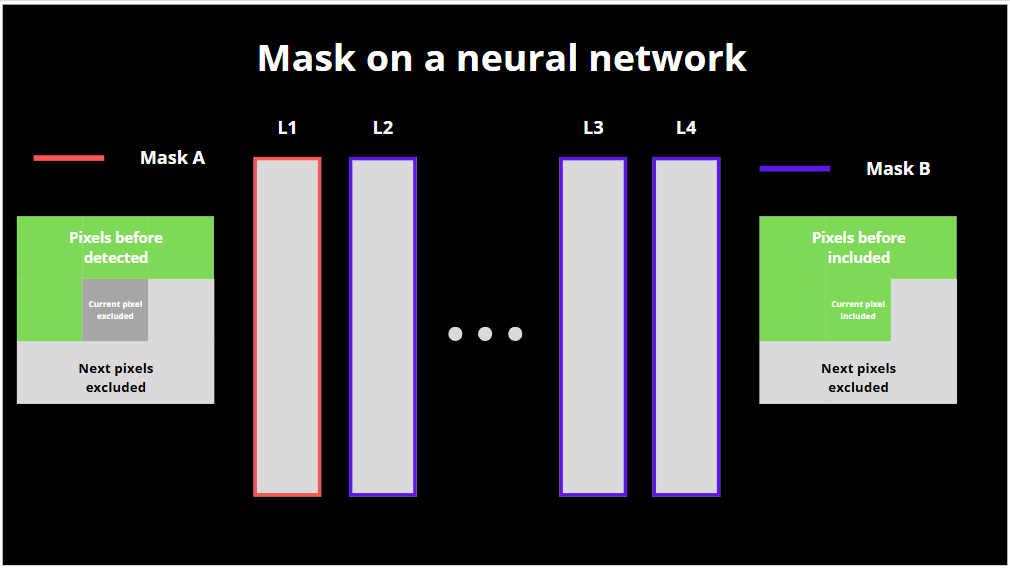 Mask on a neural network
L1
L2
L3
L4
Mask A
Mask B
Pixels before
detected
Current pixel
excluded
Next pixels
excluded
Pixels before
included
Current pixel
included
Next pixels
excluded